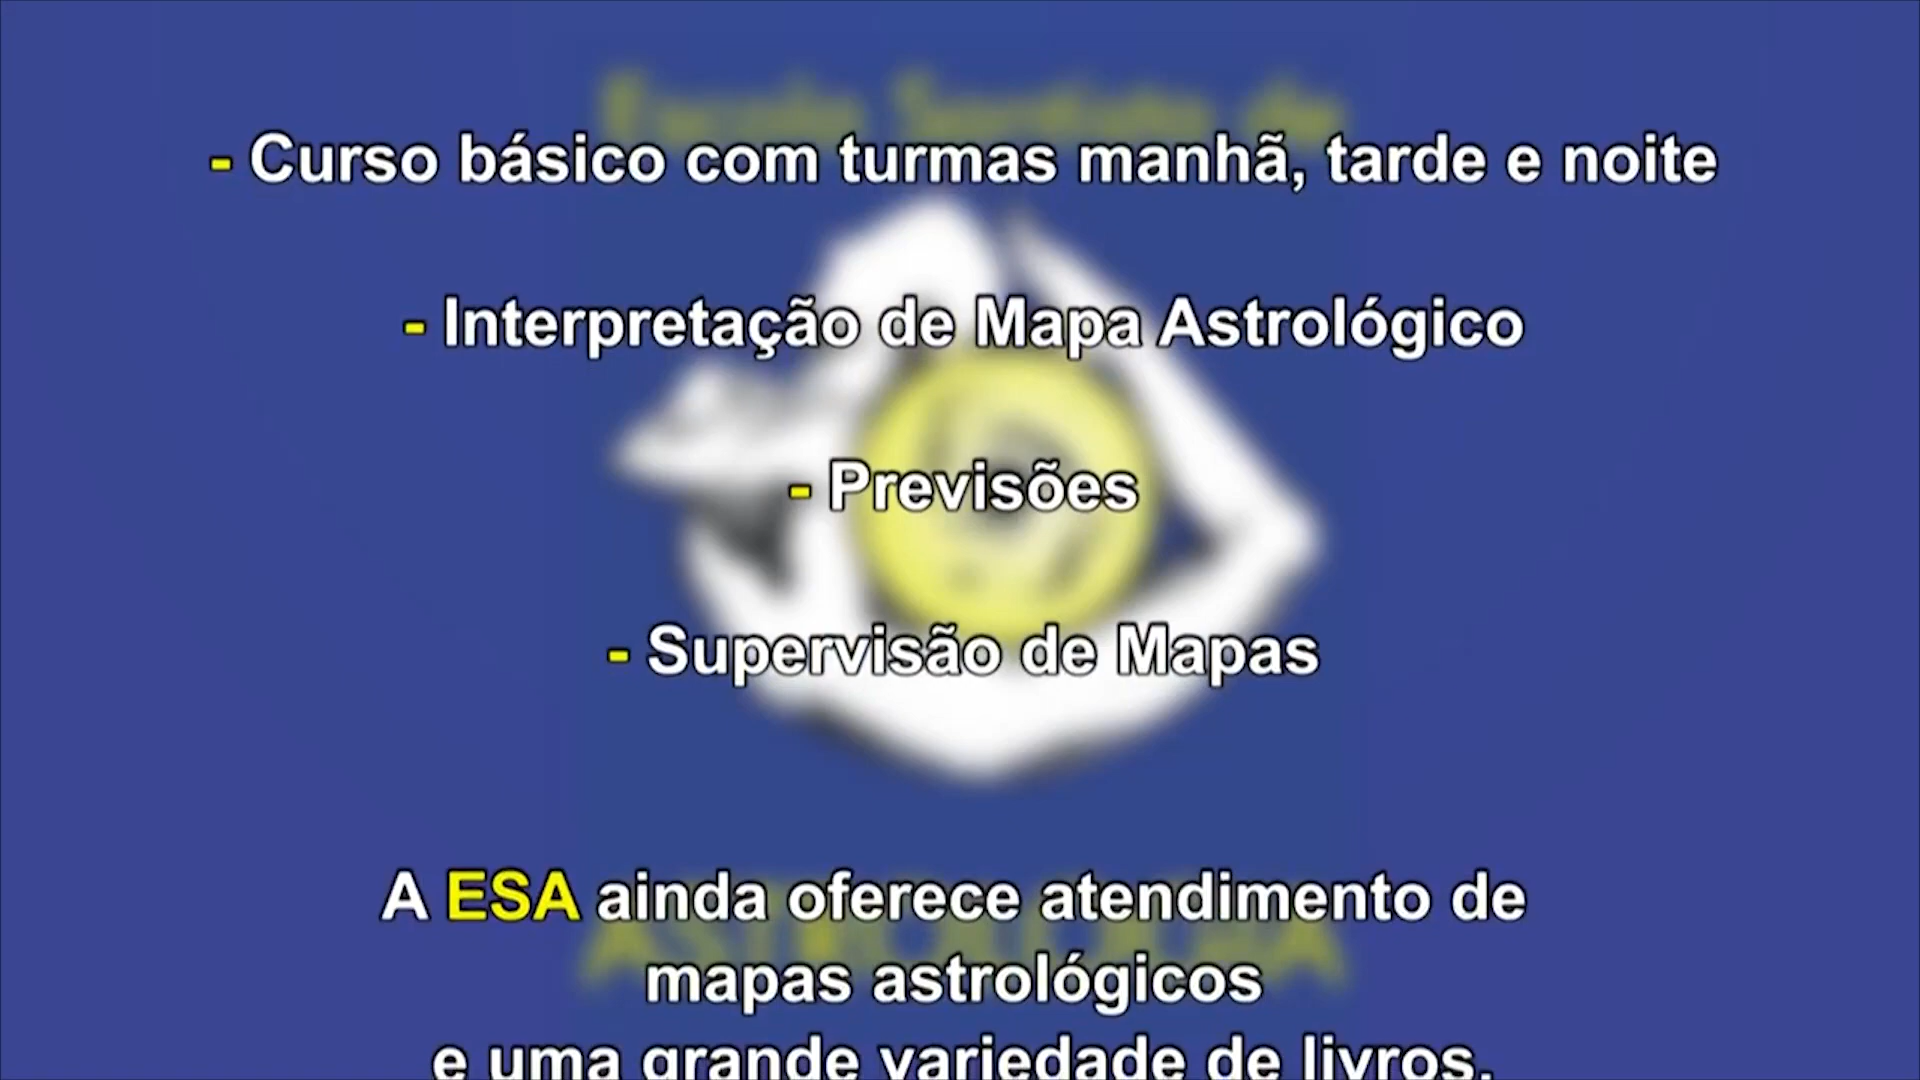 - Curso básico com turmas manhã, tarde e noite
- Interpretação de Mapa Astrológico
- Previsões
- Supervisão de Mapas
A ESA ainda oferece atendimento de
mapas astrológicos
e uma grande variedade de livros.